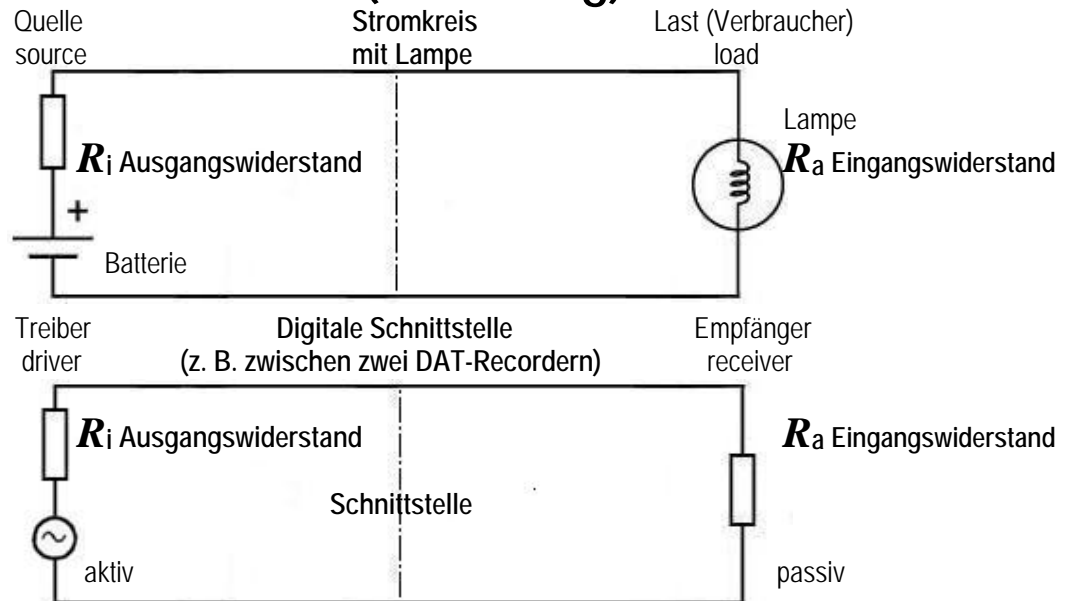 Quelle
source
Stromkreis
mit Lampe
Last (Verbraucher)
load
Lampe
Ri Ausgangswiderstand
Ra Eingangswiderstand
+
Batterie
Treiber
driver
Digitale Schnittstelle
(z. B. zwischen zwei DAT-Recordern)
Empfänger
receiver
Ri Ausgangswiderstand
Ra Eingangswiderstand
Schnittstelle
aktiv
passiv